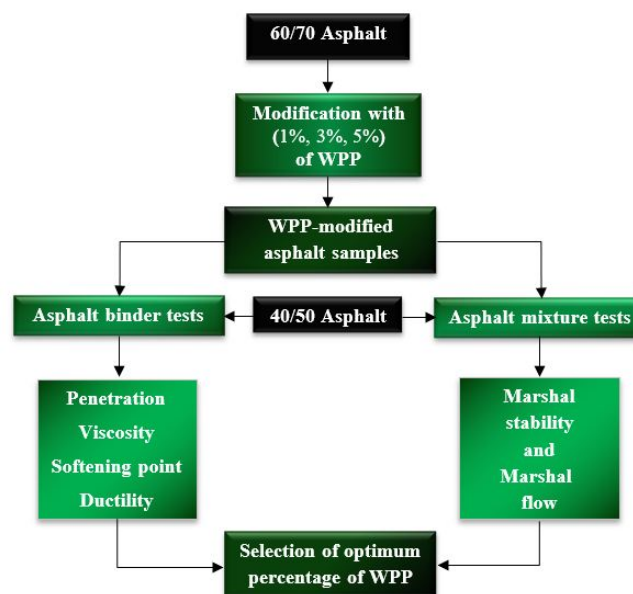 60/70 Asphalt
Modification with
(1%, 3%, 5%)
of WPP
WPP-modified
asphalt samples
Asphalt binder tests
40/50 Asphalt
Asphalt mixture tests
Penetration
Viscosity
Softening point
Ductility
Marshal
stability
and
Marshal
flow
Selection of optimum
percentage of WPP